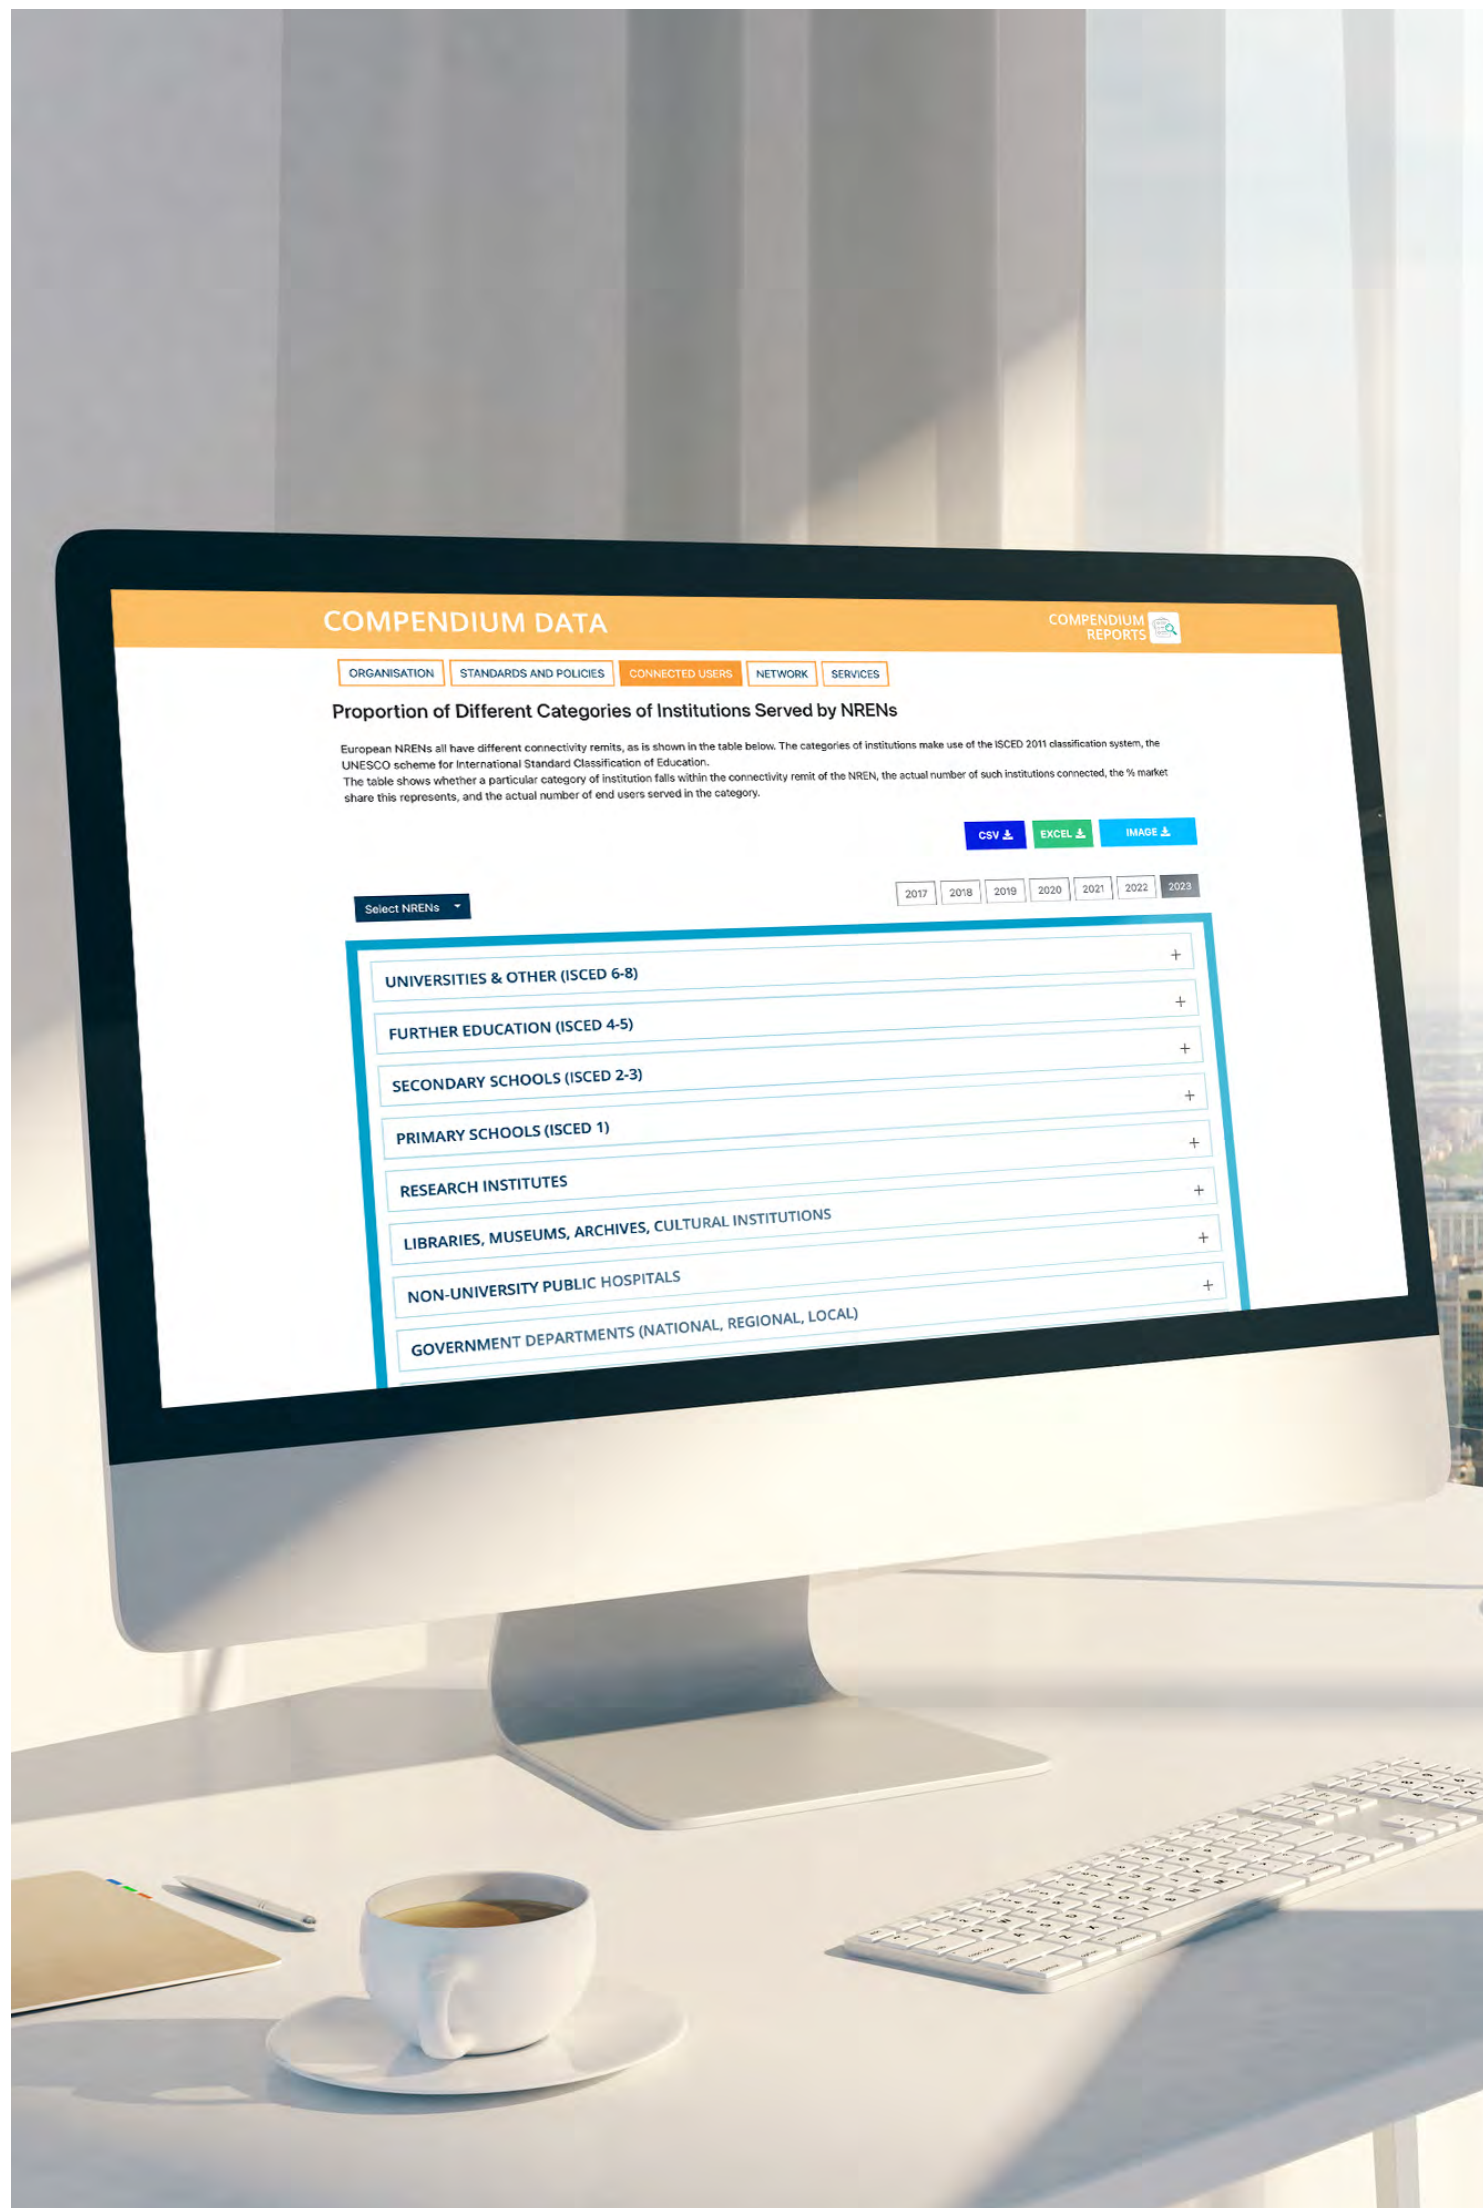 COMPENDIUM DATA
COMPENDIUM
REPORTS
ORGANISATION STANDARDS AND POLICIES CONNECTED USERS NETWORK SERVICES
Proportion of Different Categories of Institutions Served by NRENs
European NRENs all have different connectivity remits, as is shown in the table below. The categories of institutions make use of the ISCED 2011 classification system, the
UNESCO scheme for International Standard Classification of Education.
The table shows whether a particular category of institution falls within the connectivity remit of the NREN, the actual number of such institutions connected, the % market
share this represents, and the actual number of end users served in the category.
CSV EXCEL IMAGE
Select NRENs
2017 2018 2019 2020 2021 2022 2023
UNIVERSITIES & OTHER (ISCED 6-8) +
FURTHER EDUCATION (ISCED 4-5) +
SECONDARY SCHOOLS (ISCED 2-3) +
PRIMARY SCHOOLS (ISCED 1) +
RESEARCH INSTITUTES +
LIBRARIES, MUSEUMS, ARCHIVES, CULTURAL INSTITUTIONS +
NON-UNIVERSITY PUBLIC HOSPITALS +
GOVERNMENT DEPARTMENTS (NATIONAL, REGIONAL, LOCAL) +